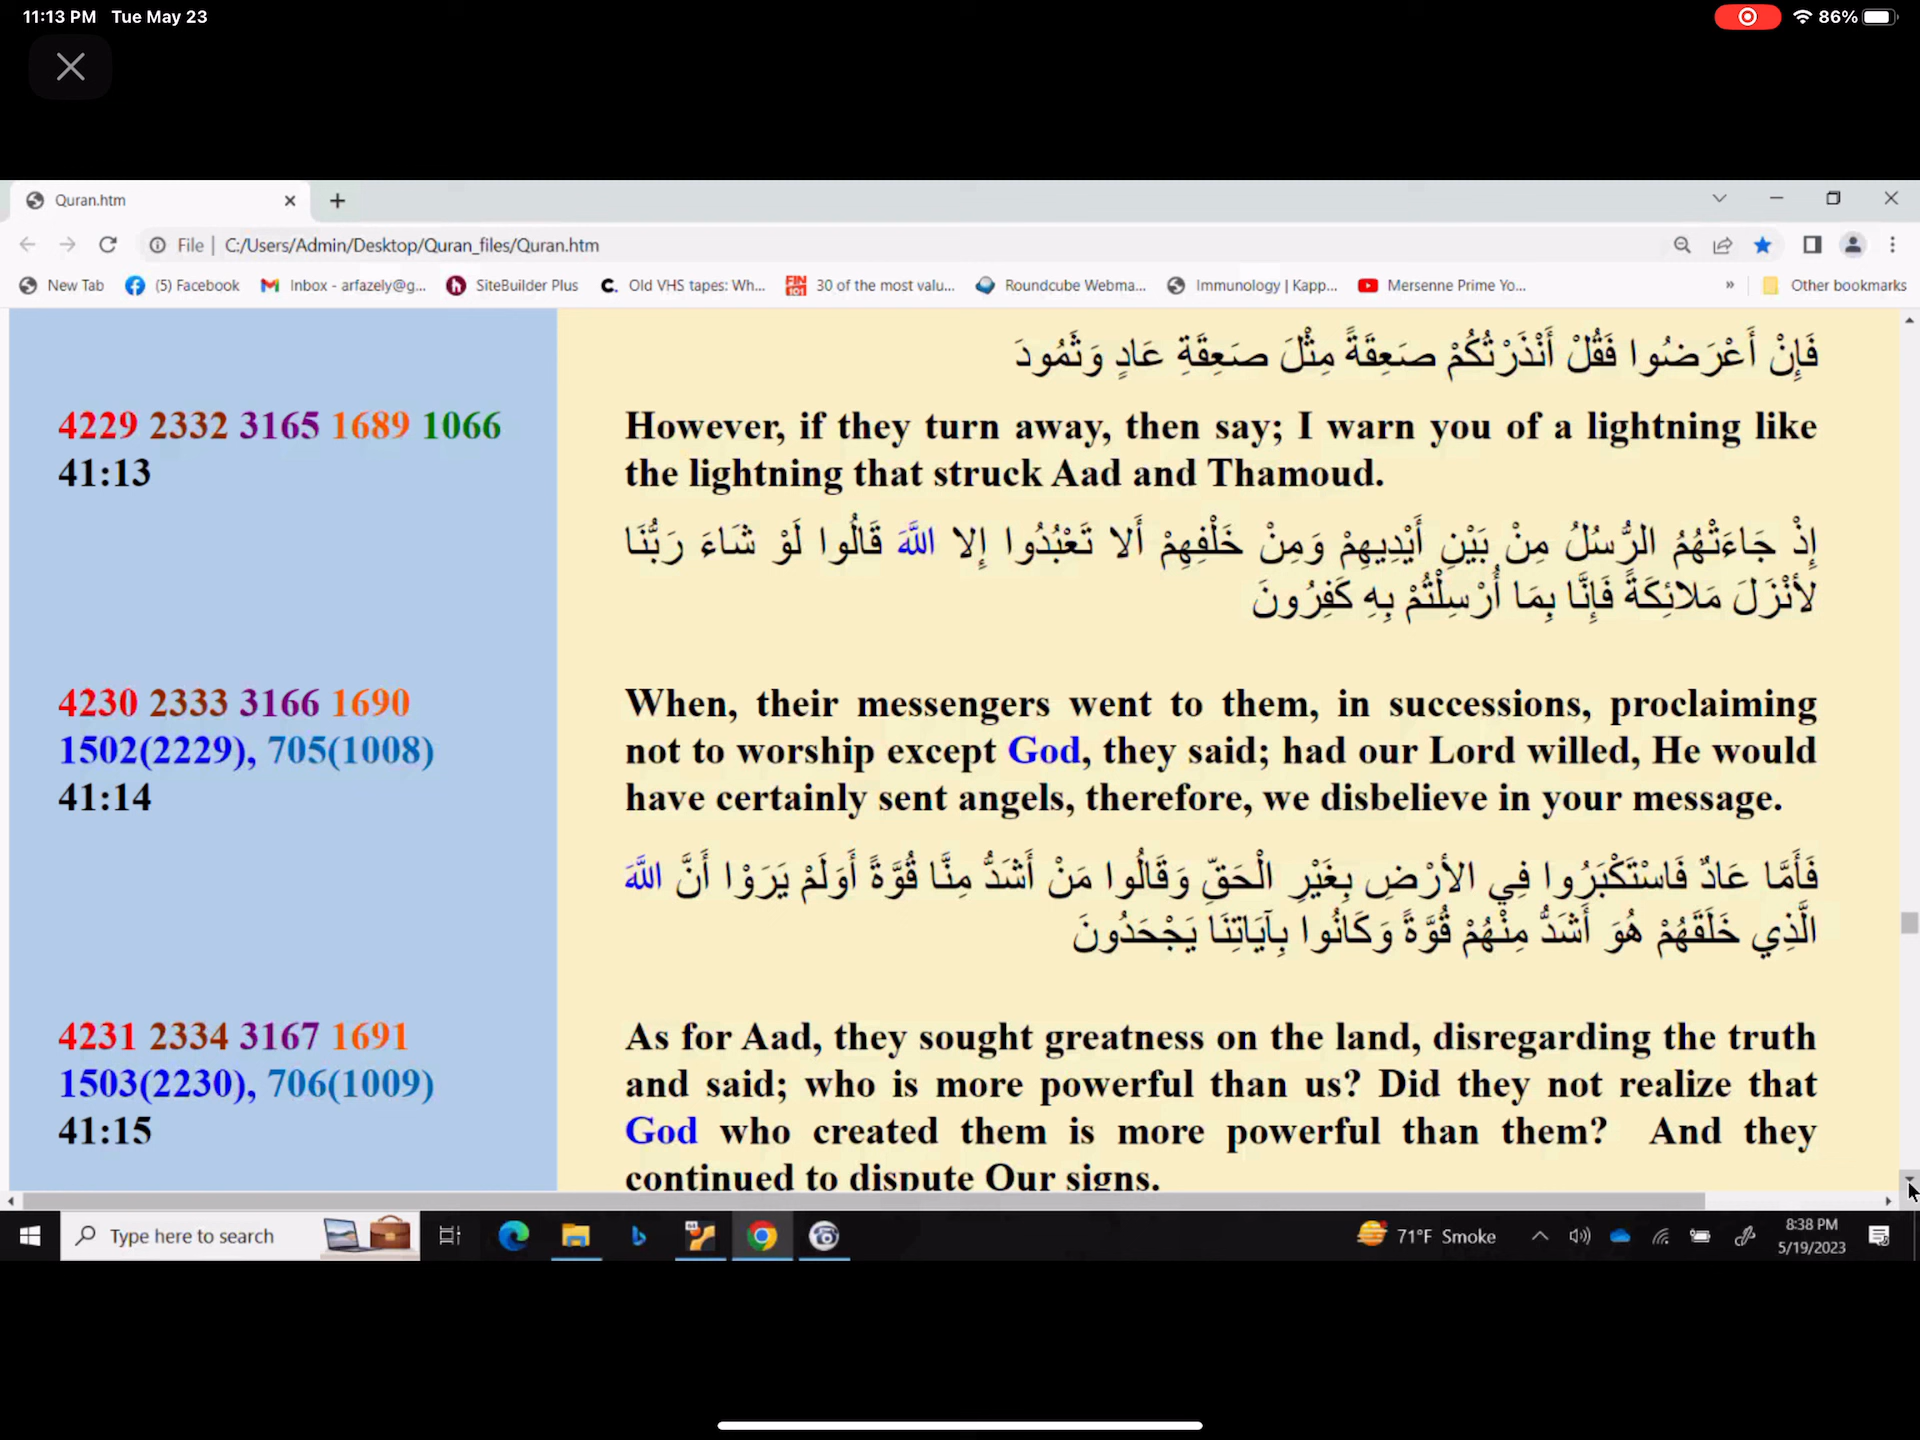 11:13 PM Tue May 23
86%
Quran.htm
File | C:/Users/Admin/Desktop/Quran_files/Quran.htm
New Tab (5) Facebook Inbox - arfazely@g... SiteBuilder Plus Old VHS tapes: Wh... FIN 101 30 of the most valu... Roundcube Webma... Immunology | Kapp... Mersenne Prime Yo... » Other bookmarks
فَإِنْ أَعْرَضُوا فَقُلْ أَنْذَرْتُكُمْ صَعِقَةً مِثْلَ صَعِقَةِ عَادٍ وَثَمُودَ
4229 2332 3165 1689 1066
41:13
However, if they turn away, then say; I warn you of a lightning like
the lightning that struck Aad and Thamoud.
إِذْ جَاءَتْهُمُ الرُّسُلُ مِنْ بَيْنِ أَيْدِيهِمْ وَمِنْ خَلْفِهِمْ أَلا تَعْبُدُوا إِلا اللَّهَ قَالُوا لَوْ شَاءَ رَبُّنَا
لأنْزَلَ مَلائِكَةً فَإِنَّا بِمَا أُرْسِلْتُمْ بِهِ كَفِرُونَ
4230 2333 3166 1690
1502(2229), 705(1008)
41:14
When, their messengers went to them, in successions, proclaiming
not to worship except God, they said; had our Lord willed, He would
have certainly sent angels, therefore, we disbelieve in your message.
فَأَمَّا عَادٌ فَاسْتَكْبَرُوا فِي الأرْضِ بِغَيْرِ الْحَقِّ وَقَالُوا مَنْ أَشَدُّ مِنَّا قُوَّةً أَوَلَمْ يَرَوْا أَنَّ اللَّهَ
الَّذِي خَلَقَهُمْ هُوَ أَشَدُّ مِنْهُمْ قُوَّةً وَكَانُوا بِآيَاتِنَا يَجْحَدُونَ
4231 2334 3167 1691
1503(2230), 706(1009)
41:15
As for Aad, they sought greatness on the land, disregarding the truth
and said; who is more powerful than us? Did they not realize that
God who created them is more powerful than them? And they
continued to dispute Our signs.
Type here to search
71°F Smoke
8:38 PM
5/19/2023